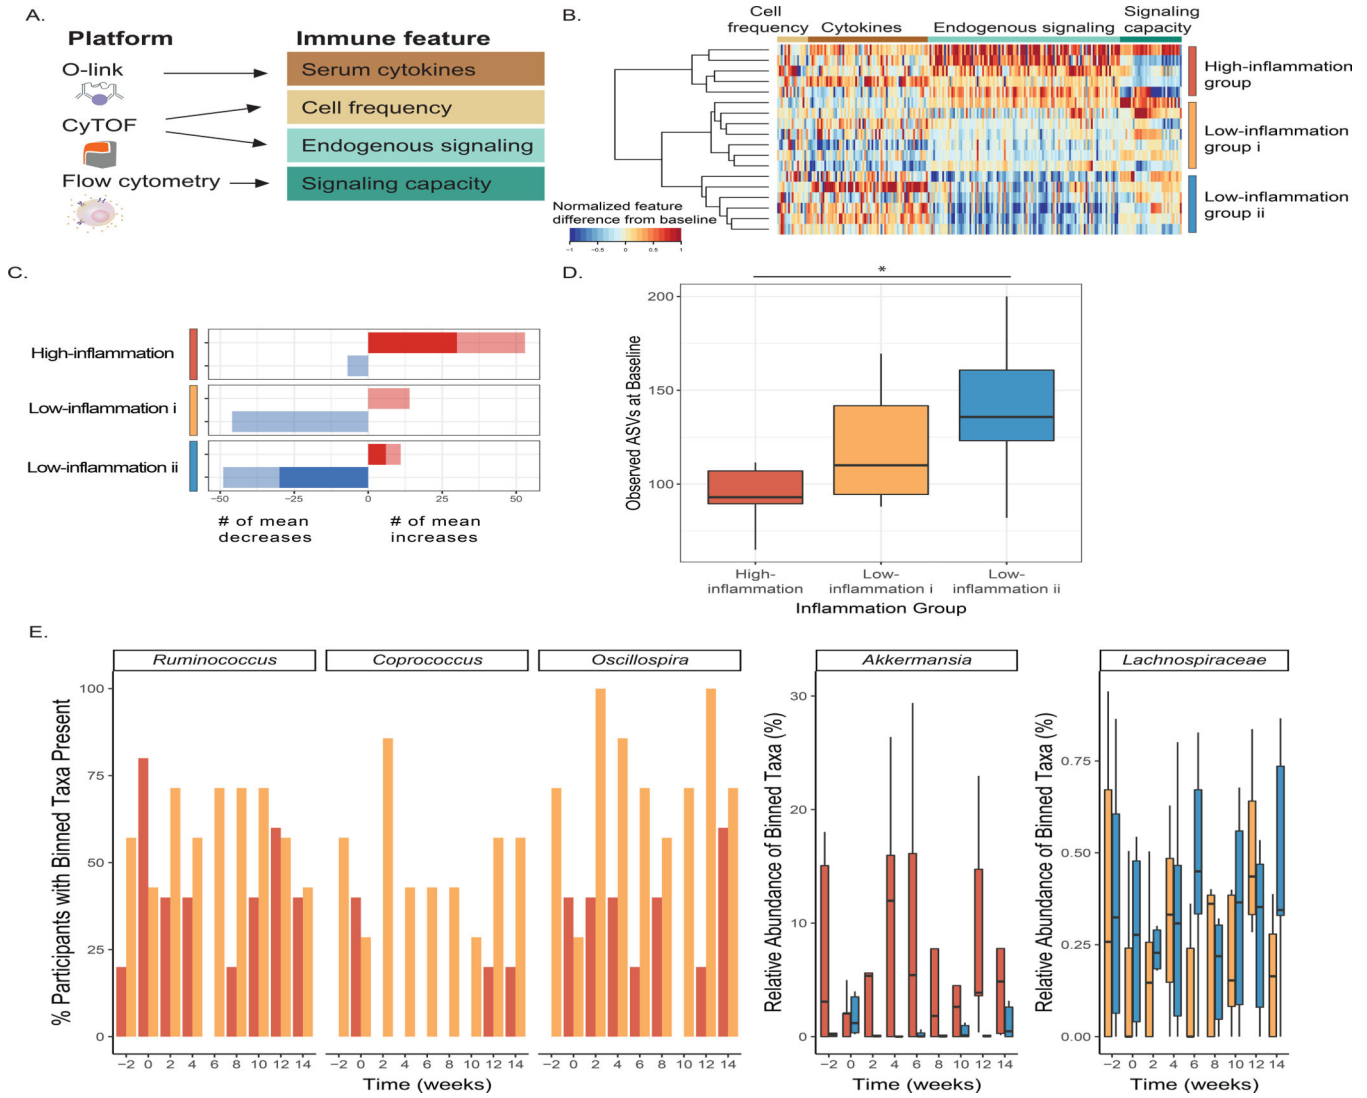 A.
Platform
Immune feature
O-link
Serum cytokines
Cell frequency
CyTOF
Endogenous signaling
Flow cytometry
Signaling capacity
B.
Cell
frequency
Cytokines
Endogenous signaling
Signaling
capacity
High-inflammation
group
Low-inflammation
group i
Low-inflammation
group ii
Normalized feature
difference from baseline
-1 -0.5 0 0.5 1
C.
High-inflammation
Low-inflammation i
Low-inflammation ii
-50 -25 0 25 50
# of mean
decreases
# of mean
increases
D.
*
200
150
100
Observed ASVs at Baseline
High-
inflammation
Low-
inflammation i
Low-
inflammation ii
Inflammation Group
E.
Ruminococcus
Coprococcus
Oscillospira
Akkermansia
Lachnospiraceae
% Participants with Binned Taxa Present
100
75
50
25
0
-2 0 2 4 6 8 10 12 14
-2 0 2 4 6 8 10 12 14
-2 0 2 4 6 8 10 12 14
Time (weeks)
Relative Abundance of Binned Taxa (%)
30
20
10
0
-2 0 2 4 6 8 10 12 14
Time (weeks)
Relative Abundance of Binned Taxa (%)
0.75
0.50
0.25
0.00
-2 0 2 4 6 8 10 12 14
Time (weeks)